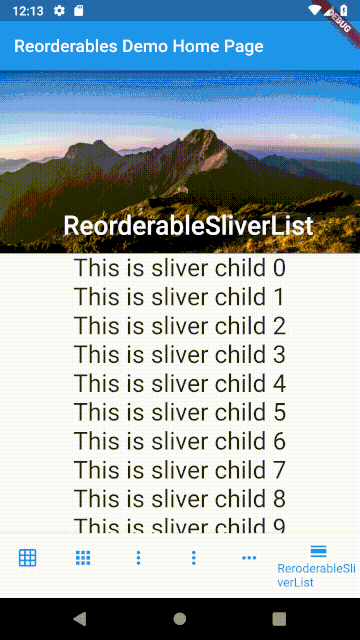 12:13
DEBUG
Reorderables Demo Home Page
ReorderableSliverList
This is sliver child 0
This is sliver child 1
This is sliver child 2
This is sliver child 3
This is sliver child 4
This is sliver child 5
This is sliver child 6
This is sliver child 7
This is sliver child 8
This is sliver child 9
ReroderableSli
verList